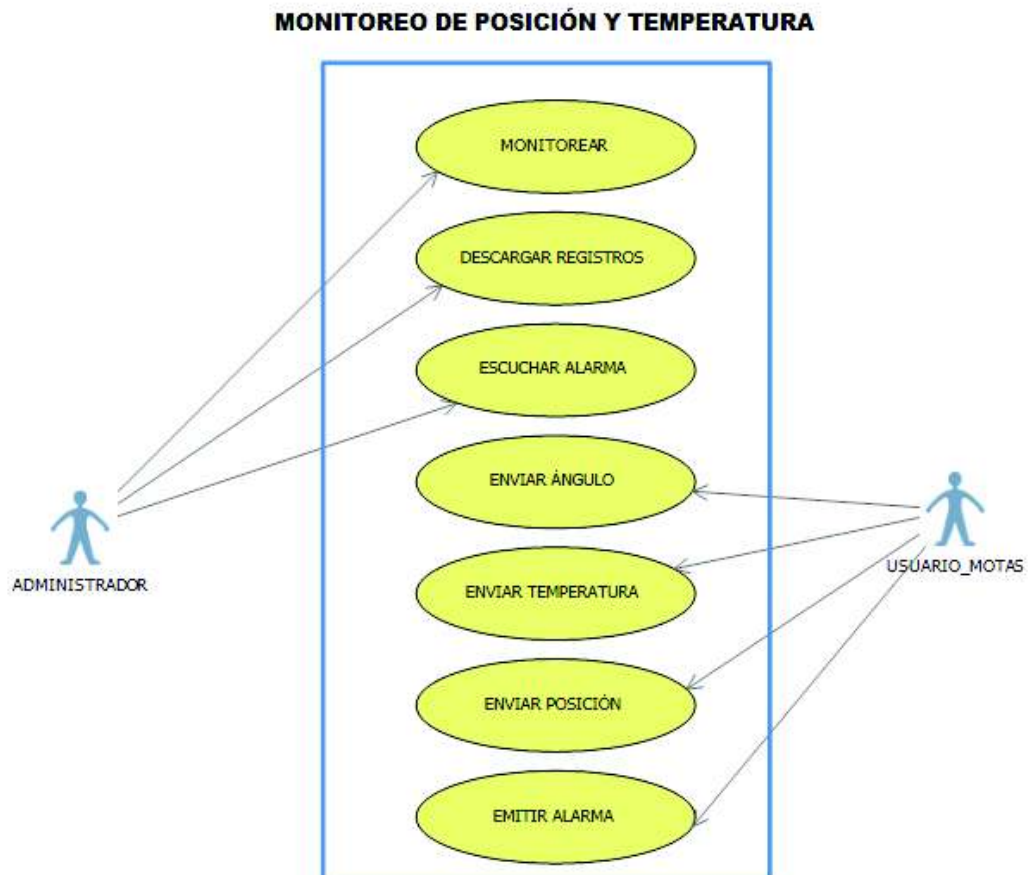 MONITOREO DE POSICIÓN Y TEMPERATURA
MONITOREAR
DESCARGAR REGISTROS
ESCUCHAR ALARMA
ENVIAR ÁNGULO
ADMINISTRADOR
USUARIO_MOTAS
ENVIAR TEMPERATURA
ENVIAR POSICIÓN
EMITIR ALARMA